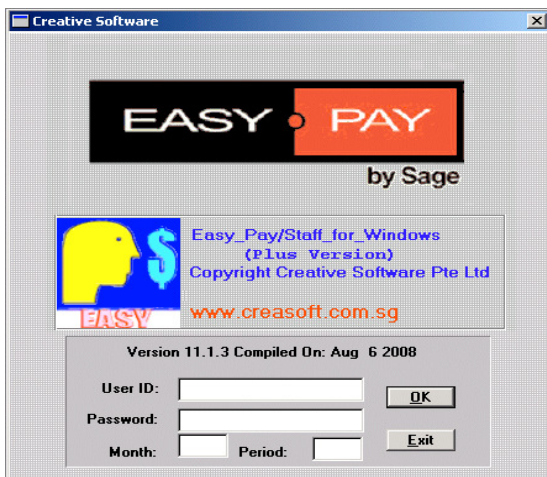 Creative Software
EASY PAY
by Sage
Easy_Pay/Staff_for_Windows
(Plus Version)
Copyright Creative Software Pte Ltd
EASY
www.creasoft.com.sg
Version 11.1.3 Compiled On: Aug 6 2008
User ID:
OK
Password:
Exit
Month: Period: